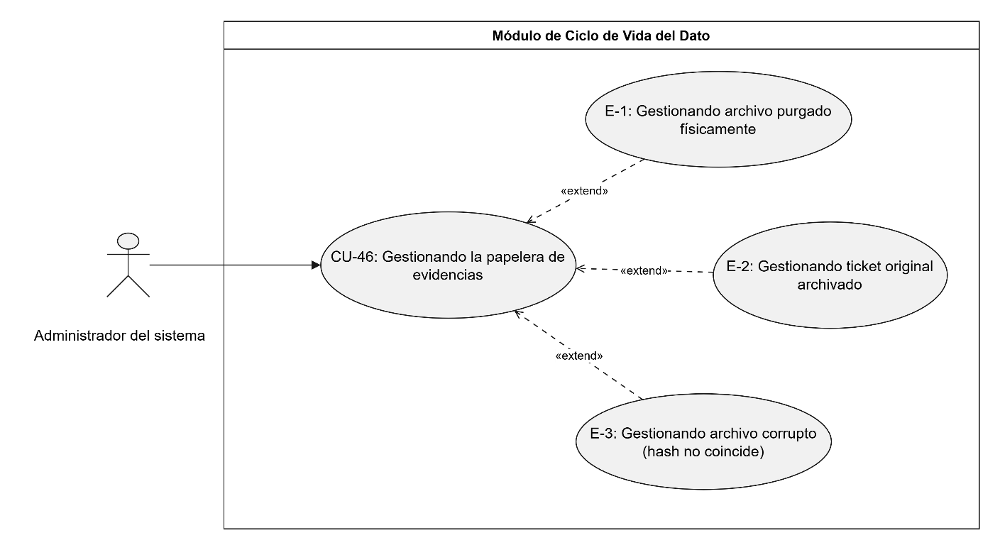 Módulo de Ciclo de Vida del Dato
E-1: Gestionando archivo purgado
físicamente
«extend»
CU-46: Gestionando la papelera de
evidencias
«extend»
E-2: Gestionando ticket original
archivado
Administrador del sistema
«extend»
E-3: Gestionando archivo corrupto
(hash no coincide)